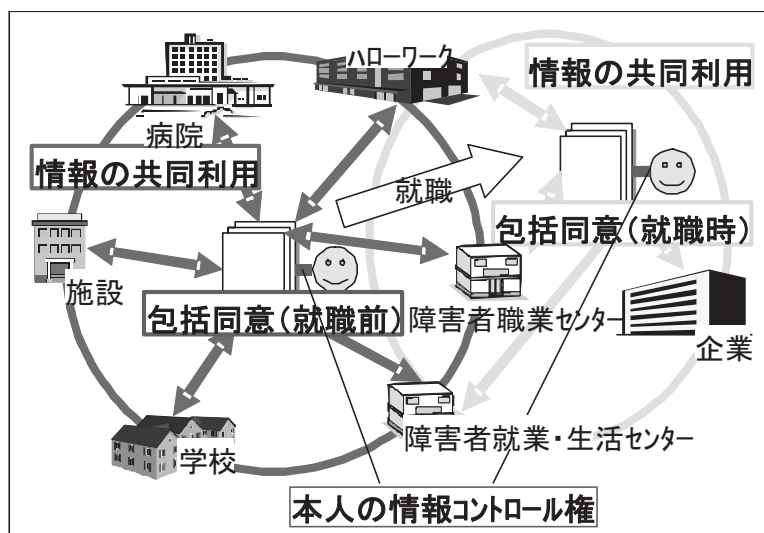 ハローワーク
情報の共同利用
病院
情報の共同利用
就職
包括同意(就職時)
施設
包括同意(就職前)
障害者職業センター
企業
障害者就業・生活センター
学校
本人の情報コントロール権